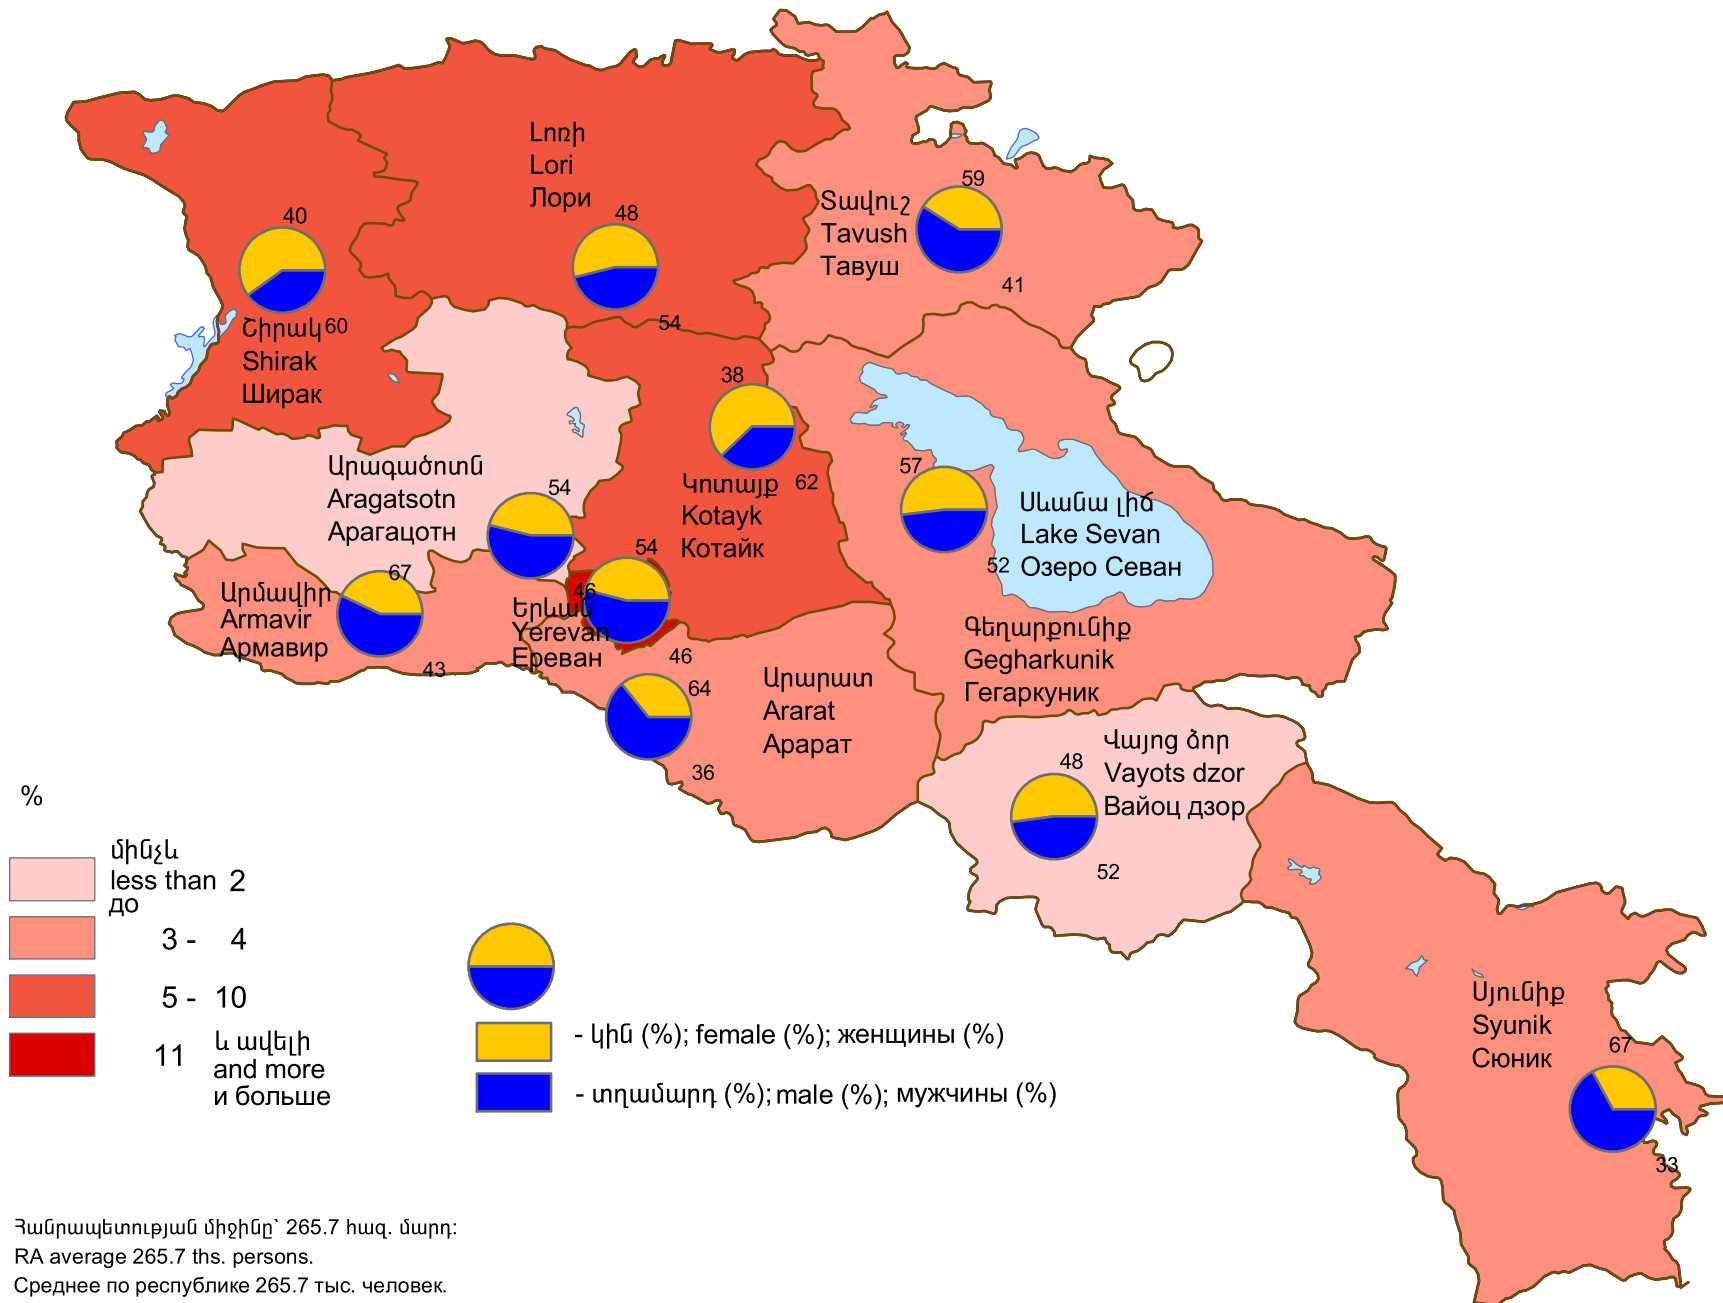 Լոռի
Lori
Лори
48
54
40
Շիրակ 60
Shirak
Ширак
59
Տավուշ
Tavush
Тавуш
41
38
62
Կոտայք
Kotayk
Котайк
Արագածոտն
Aragatsotn
Арагацотн
54
57
52
Սևանա լիճ
Lake Sevan
Озеро Севан
Գեղարքունիք
Gegharkunik
Гегаркуник
67
Արմավիր
Armavir
Армавир
43
54
46
Երևան
Yerevan
Ереван
46
64
Արարատ
Ararat
Арарат
36
48
Վայոց ձոր
Vayots dzor
Вайоц дзор
52
Սյունիք
Syunik
Сюник
67
33
%
մինչև
less than 2
до
3 - 4
5 - 10
11 և ավելի
and more
и больше
- կին (%); female (%); женщины (%)
- տղամարդ (%); male (%); мужчины (%)
Հանրապետության միջինը՝ 265.7 հազ. մարդ:
RA average 265.7 ths. persons.
Среднее по республике 265.7 тыс. человек.